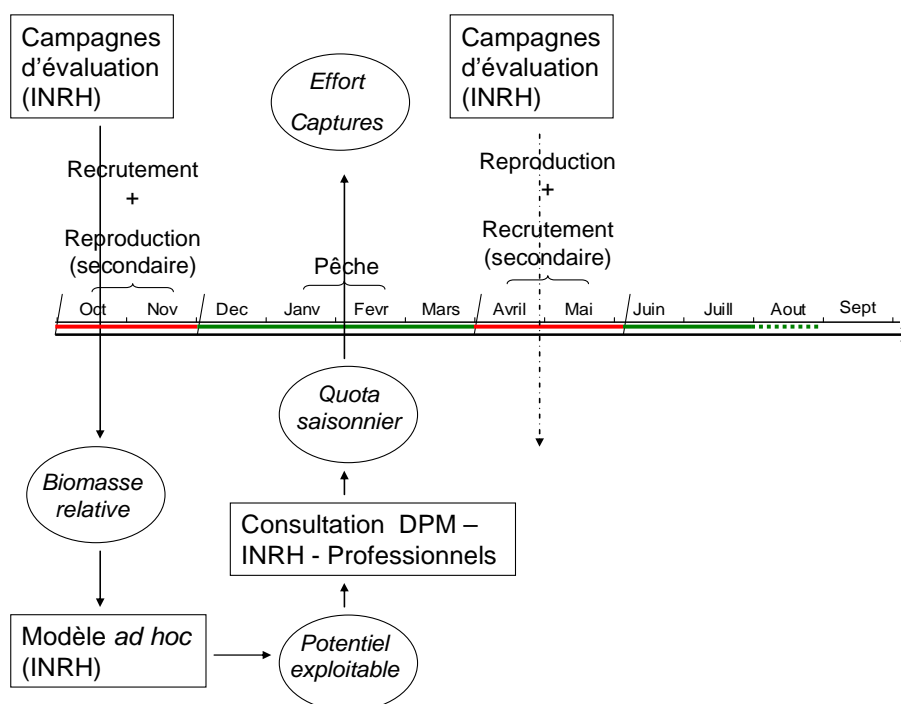 Campagnes
d’évaluation
(INRH)
Effort
Captures
Campagnes
d’évaluation
(INRH)
Recrutement
+
Reproduction
(secondaire)
Pêche
Reproduction
+
Recrutement
(secondaire)
Oct Nov Dec Janv Fevr Mars Avril Mai Juin Juill Aout Sept
Quota
saisonnier
Biomasse
relative
Consultation DPM –
INRH - Professionnels
Modèle ad hoc
(INRH)
Potentiel
exploitable